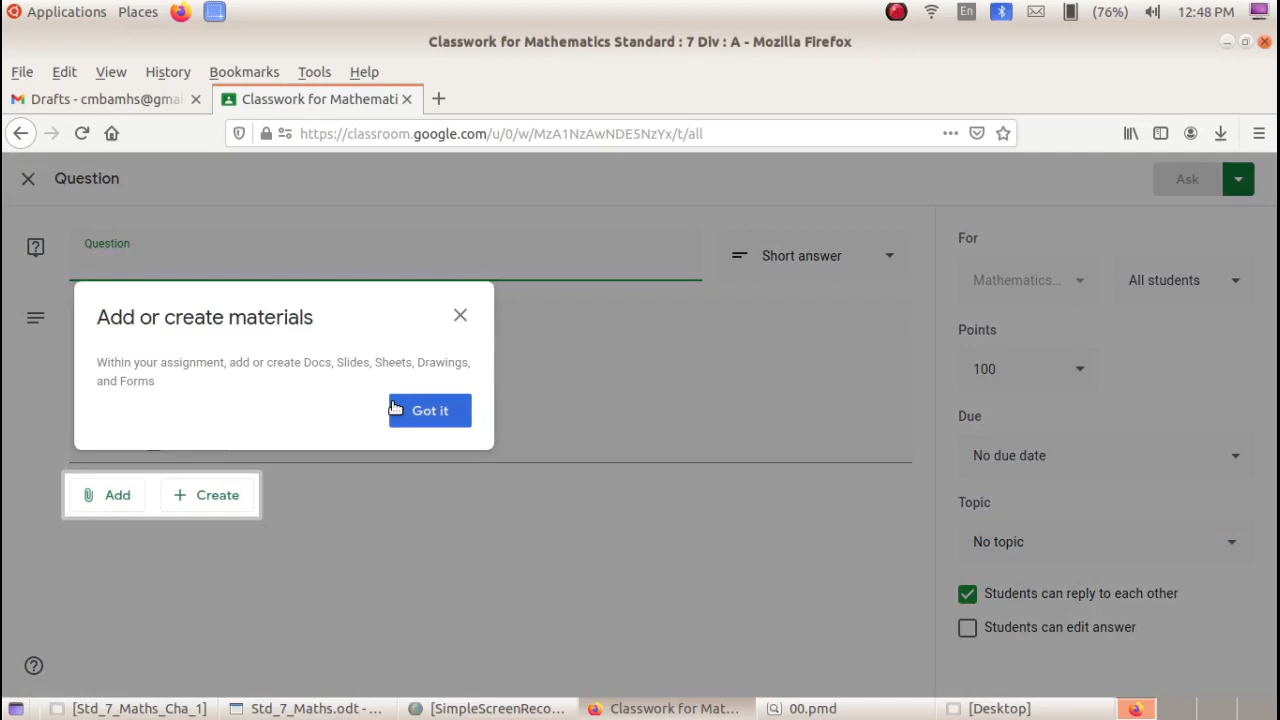 Applications Places En (76%) 12:48 PM
Classwork for Mathematics Standard : 7 Div : A - Mozilla Firefox
File Edit View History Bookmarks Tools Help
Drafts - cmbamhs@gmai Classwork for Mathemati
https://classroom.google.com/u/0/w/MzA1NzAwNDE5NzYx/t/all
Question Ask
Question
Short answer
For
Mathematics... All students
Add or create materials
Within your assignment, add or create Docs, Slides, Sheets, Drawings,
and Forms
Got it
Points
100
Due
No due date
Add Create
Topic
No topic
Students can reply to each other
Students can edit answer
[Std_7_Maths_Cha_1] Std_7_Maths.odt - ... [SimpleScreenReco... Classwork for Mat... 00.pmd [Desktop]